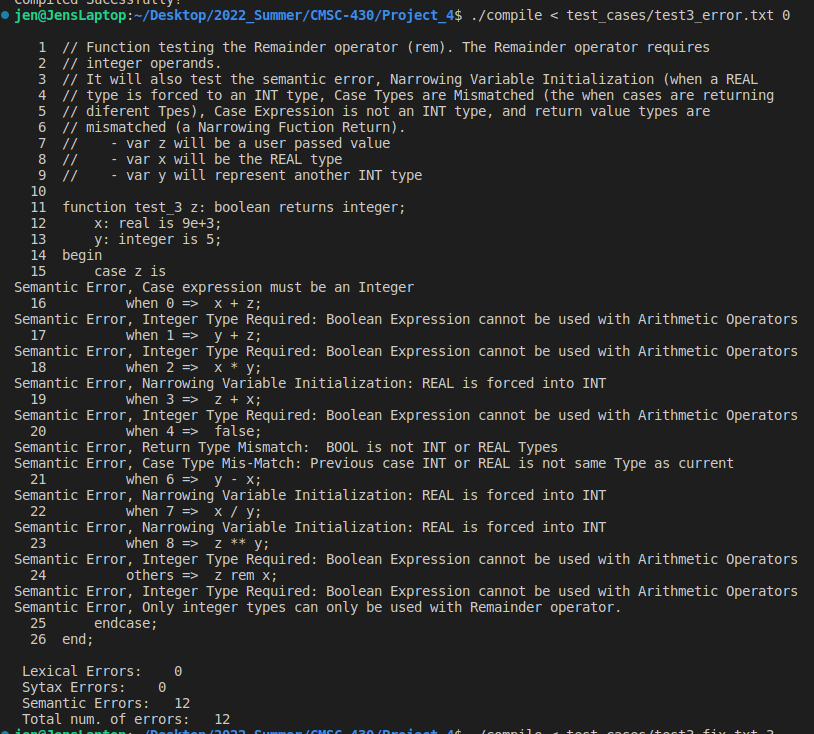 Compiled Sucessfully!
jen@JensLaptop:~/Desktop/2022_Summer/CMSC-430/Project_4$ ./compile < test_cases/test3_error.txt 0
1 // Function testing the Remainder operator (rem). The Remainder operator requires
2 // integer operands.
3 // It will also test the semantic error, Narrowing Variable Initialization (when a REAL
4 // type is forced to an INT type, Case Types are Mismatched (the when cases are returning
5 // diferent Tpes), Case Expression is not an INT type, and return value types are
6 // mismatched (a Narrowing Fuction Return).
7 //    - var z will be a user passed value
8 //    - var x will be the REAL type
9 //    - var y will represent another INT type
10
11 function test_3 z: boolean returns integer;
12     x: real is 9e+3;
13     y: integer is 5;
14 begin
15     case z is
Semantic Error, Case expression must be an Integer
16         when 0 =>  x + z;
Semantic Error, Integer Type Required: Boolean Expression cannot be used with Arithmetic Operators
17         when 1 =>  y + z;
Semantic Error, Integer Type Required: Boolean Expression cannot be used with Arithmetic Operators
18         when 2 =>  x * y;
Semantic Error, Narrowing Variable Initialization: REAL is forced into INT
19         when 3 =>  z + x;
Semantic Error, Integer Type Required: Boolean Expression cannot be used with Arithmetic Operators
20         when 4 =>  false;
Semantic Error, Return Type Mismatch:  BOOL is not INT or REAL Types
Semantic Error, Case Type Mis-Match: Previous case INT or REAL is not same Type as current
21         when 6 =>  y - x;
Semantic Error, Narrowing Variable Initialization: REAL is forced into INT
22         when 7 =>  x / y;
Semantic Error, Narrowing Variable Initialization: REAL is forced into INT
23         when 8 =>  z ** y;
Semantic Error, Integer Type Required: Boolean Expression cannot be used with Arithmetic Operators
24         others =>  z rem x;
Semantic Error, Integer Type Required: Boolean Expression cannot be used with Arithmetic Operators
Semantic Error, Only integer types can only be used with Remainder operator.
25     endcase;
26 end;
Lexical Errors:    0
Sytax Errors:    0
Semantic Errors:   12
Total num. of errors:   12
jen@JensLaptop:~/Desktop/2022_Summer/CMSC-430/Project_4$ ./compile < test_cases/test3_fix.txt 3